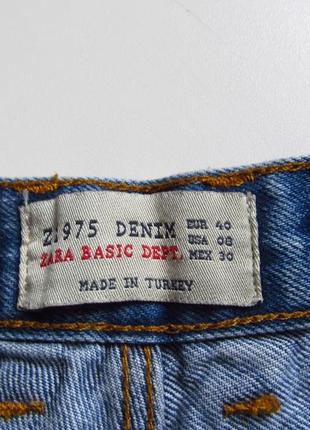 Z1975 DENIM EUR 40
ZARA BASIC DEPT. USA 08
MEX 30
MADE IN TURKEY